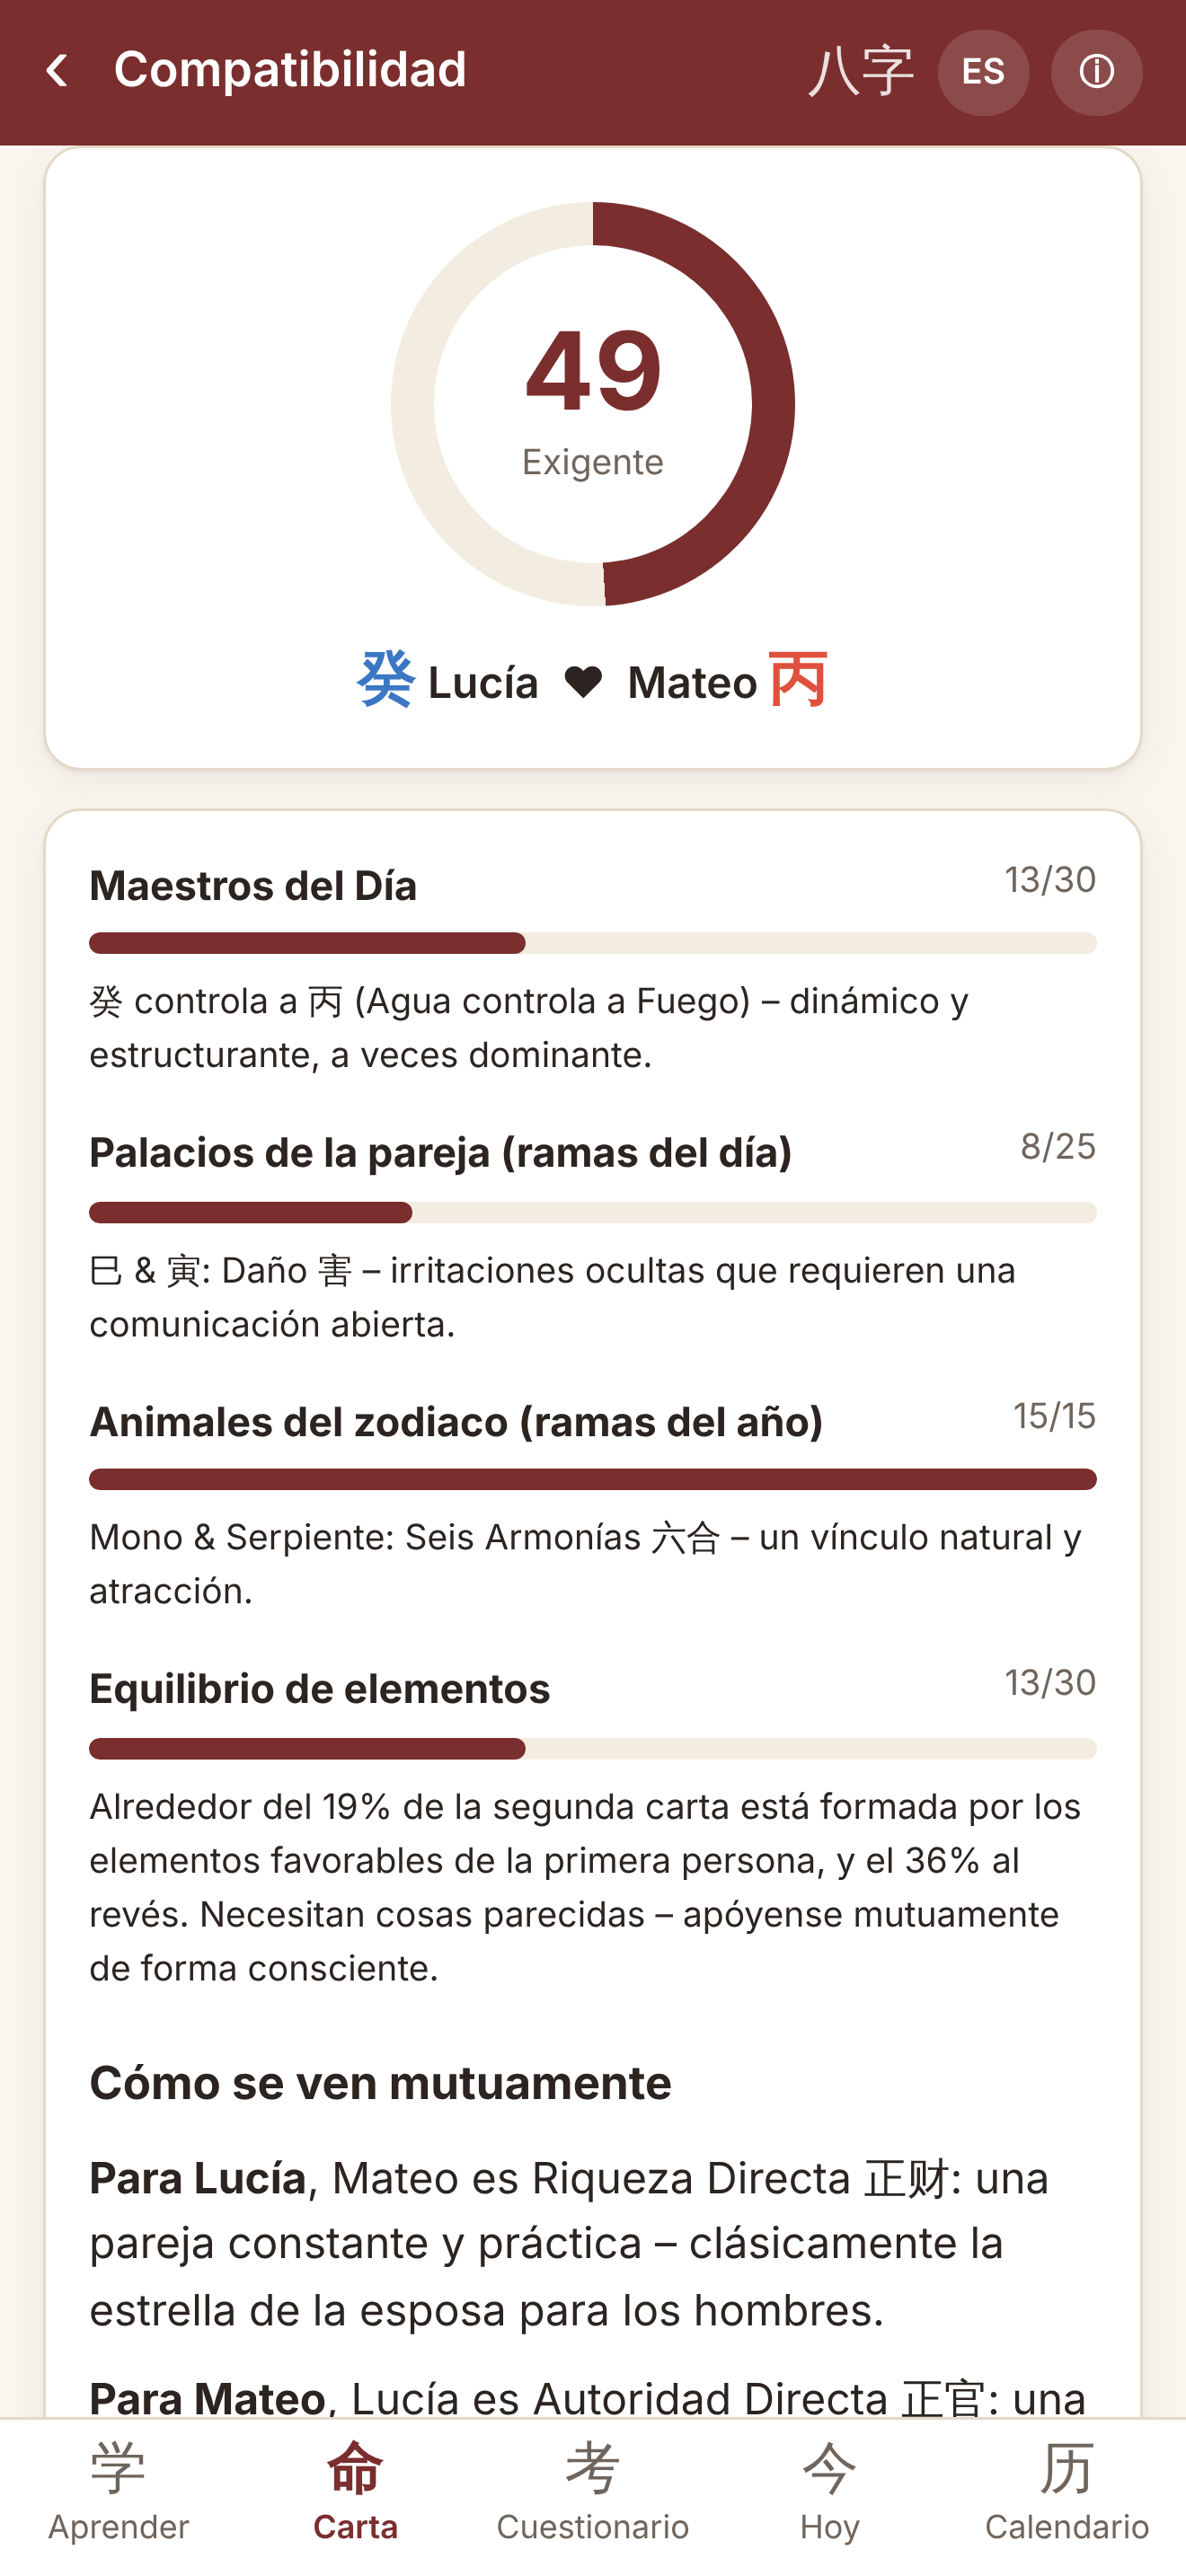 Compatibilidad
八字
ES
49
Exigente
癸 Lucía ♥ Mateo 丙
Maestros del Día 13/30
癸 controla a 丙 (Agua controla a Fuego) – dinámico y
estructurante, a veces dominante.
Palacios de la pareja (ramas del día) 8/25
巳 & 寅: Daño 害 – irritaciones ocultas que requieren una
comunicación abierta.
Animales del zodiaco (ramas del año) 15/15
Mono & Serpiente: Seis Armonías 六合 – un vínculo natural y
atracción.
Equilibrio de elementos 13/30
Alrededor del 19% de la segunda carta está formada por los
elementos favorables de la primera persona, y el 36% al
revés. Necesitan cosas parecidas – apóyense mutuamente
de forma consciente.
Cómo se ven mutuamente
Para Lucía, Mateo es Riqueza Directa 正财: una
pareja constante y práctica – clásicamente la
estrella de la esposa para los hombres.
Para Mateo, Lucía es Autoridad Directa 正官: una
学 命 考 今 历
Aprender Carta Cuestionario Hoy Calendario